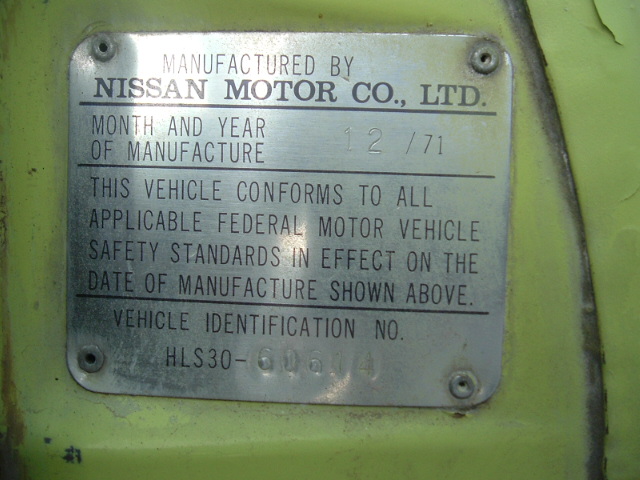 MANUFACTURED BY
NISSAN MOTOR CO., LTD.
MONTH AND YEAR
OF MANUFACTURE 12 /71
THIS VEHICLE CONFORMS TO ALL
APPLICABLE FEDERAL MOTOR VEHICLE
SAFETY STANDARDS IN EFFECT ON THE
DATE OF MANUFACTURE SHOWN ABOVE.
VEHICLE IDENTIFICATION NO.
HLS30-